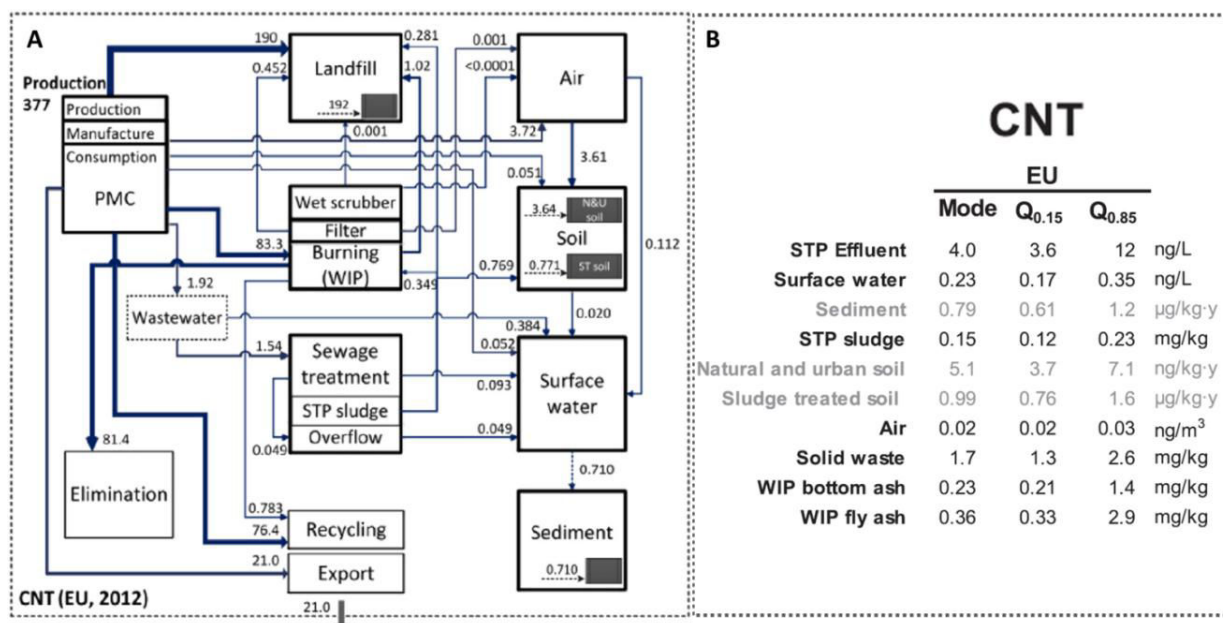 A
Production
377
190
0.281
0.452
1.02
Landfill
192
0.001
0.001
<0.0001
Air
3.72
3.61
0.051
0.112
Production
Manufacture
Consumption
PMC
Wet scrubber
Filter
Burning
(WIP)
83.3
0.349
0.769
3.64
N&U
soil
Soil
0.771
ST soil
0.020
1.92
Wastewater
0.384
1.54
0.052
Sewage
treatment
STP sludge
Overflow
0.093
0.049
0.049
Surface
water
81.4
Elimination
0.710
Sediment
0.710
0.783
76.4
Recycling
21.0
Export
CNT (EU, 2012)
21.0
B
CNT
EU
Mode Q0.15 Q0.85
STP Effluent 4.0 3.6 12 ng/L
Surface water 0.23 0.17 0.35 ng/L
Sediment 0.79 0.61 1.2 µg/kg·y
STP sludge 0.15 0.12 0.23 mg/kg
Natural and urban soil 5.1 3.7 7.1 ng/kg·y
Sludge treated soil 0.99 0.76 1.6 µg/kg·y
Air 0.02 0.02 0.03 ng/m³
Solid waste 1.7 1.3 2.6 mg/kg
WIP bottom ash 0.23 0.21 1.4 mg/kg
WIP fly ash 0.36 0.33 2.9 mg/kg